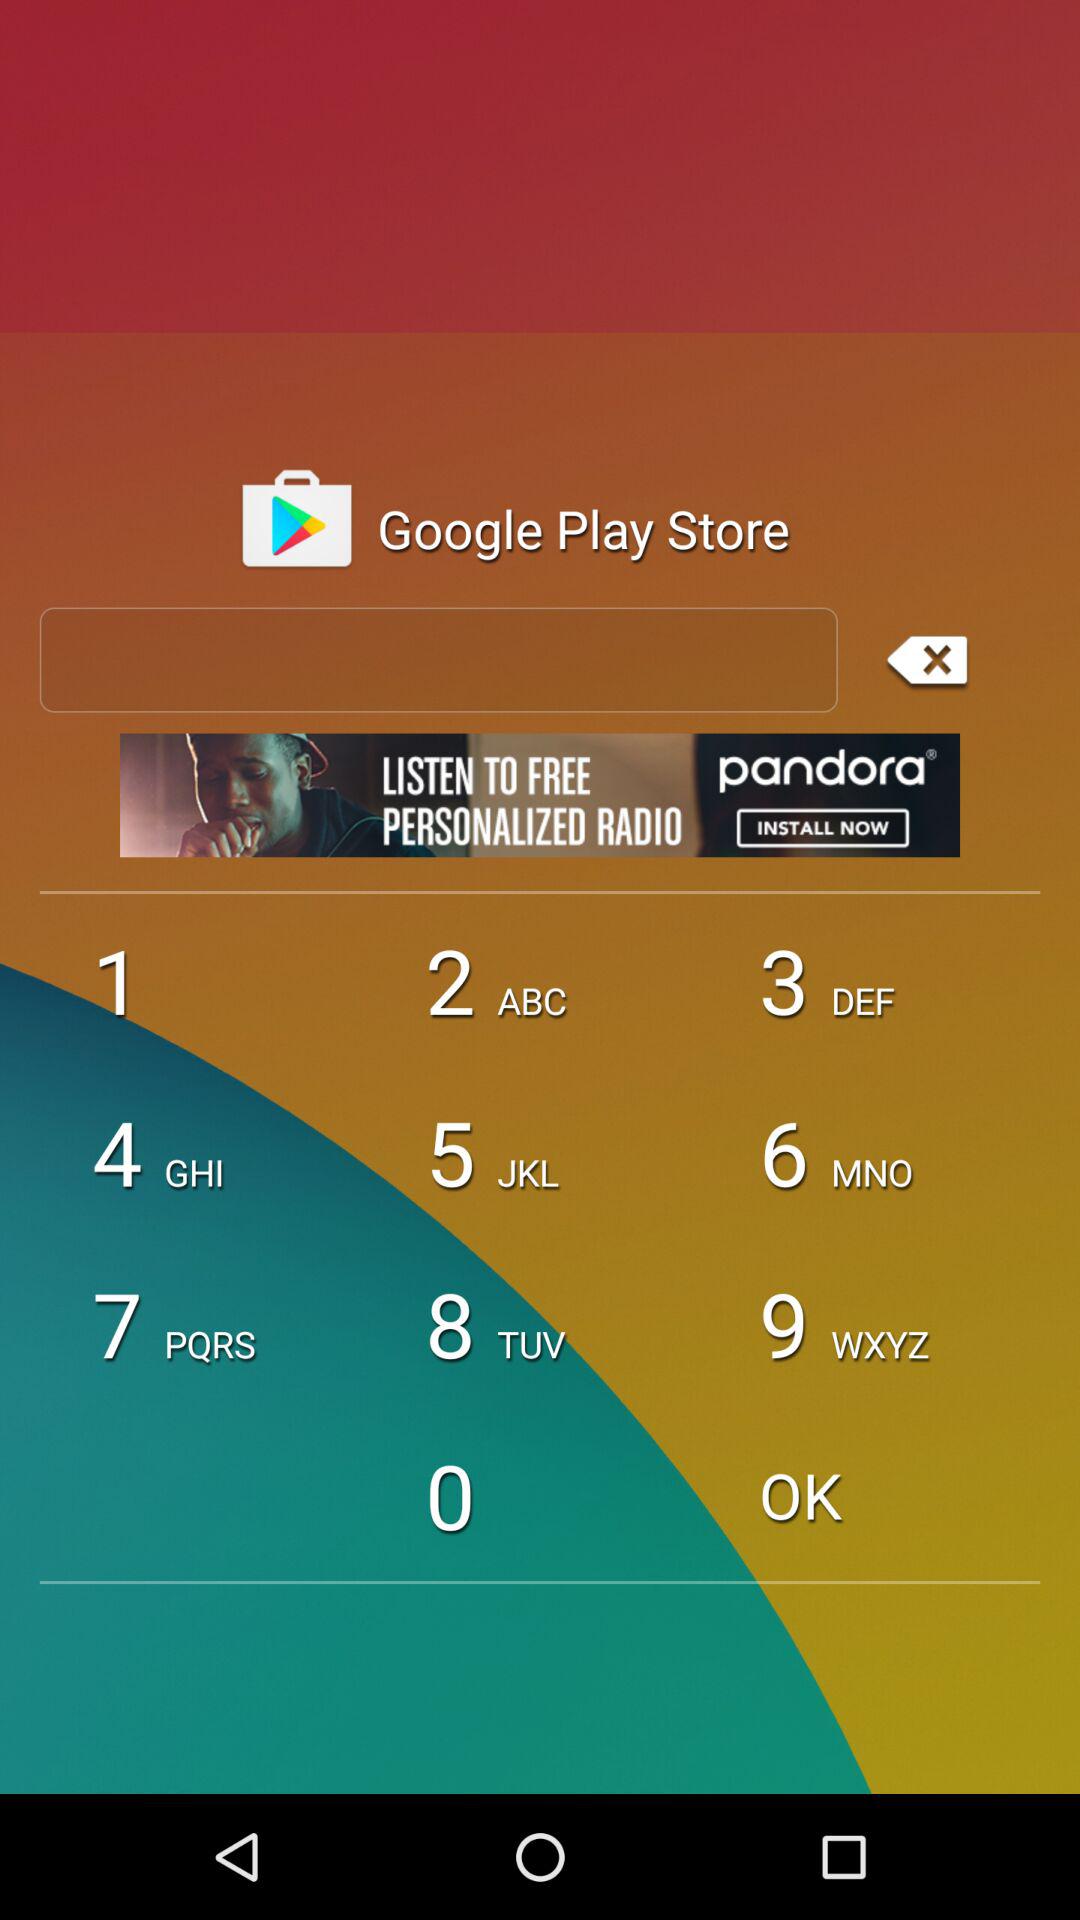 Google Play Store
LISTEN TO FREE
PERSONALIZED RADIO
pandora®
INSTALL NOW
1
2 ABC
3 DEF
4 GHI
5 JKL
6 MNO
7 PQRS
8 TUV
9 WXYZ
0
OK